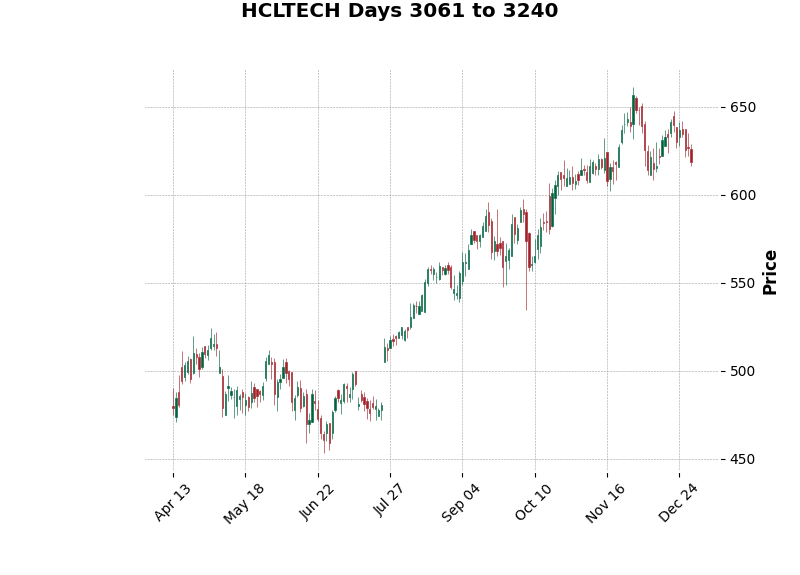 HCLTECH Days 3061 to 3240
650
600
550
500
450
Price
Apr 13
May 18
Jun 22
Jul 27
Sep 04
Oct 10
Nov 16
Dec 24